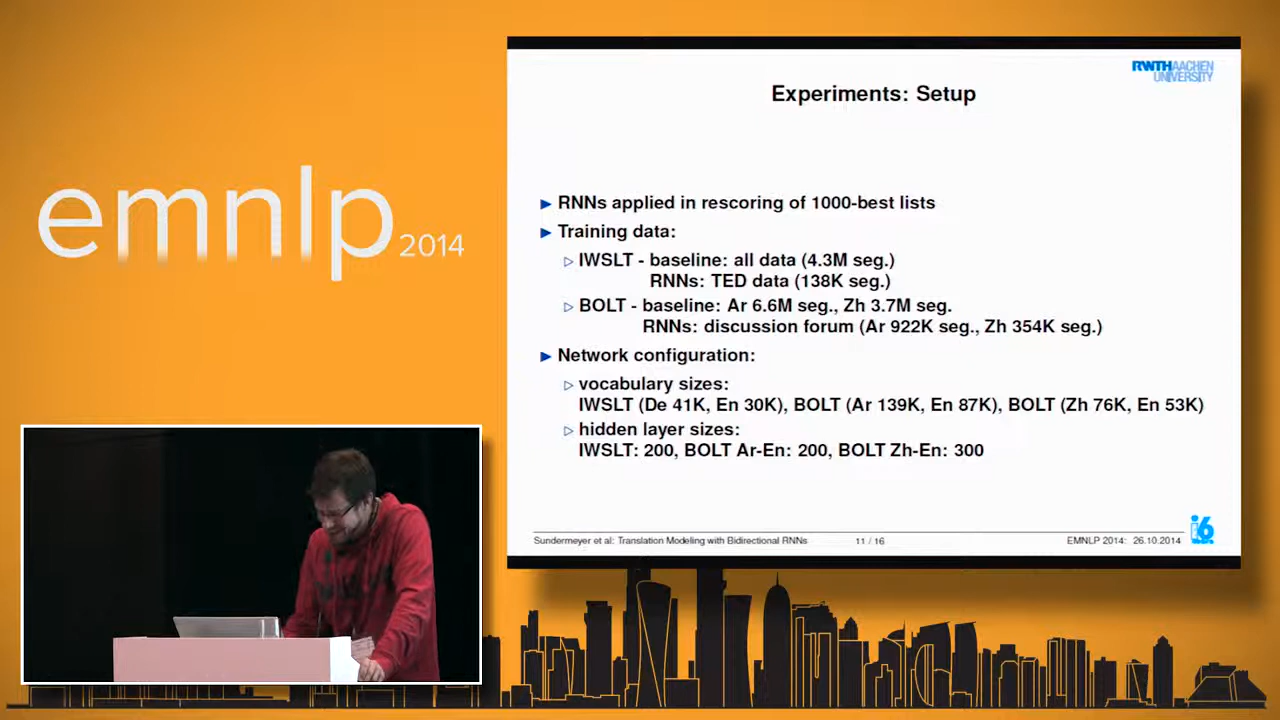 emnlp 2014
RWTH AACHEN
UNIVERSITY
Experiments: Setup
RNNs applied in rescoring of 1000-best lists
Training data:
IWSLT - baseline: all data (4.3M seg.)
RNNs: TED data (138K seg.)
BOLT - baseline: Ar 6.6M seg., Zh 3.7M seg.
RNNs: discussion forum (Ar 922K seg., Zh 354K seg.)
Network configuration:
vocabulary sizes:
IWSLT (De 41K, En 30K), BOLT (Ar 139K, En 87K), BOLT (Zh 76K, En 53K)
hidden layer sizes:
IWSLT: 200, BOLT Ar-En: 200, BOLT Zh-En: 300
i6
Sundermeyer et al: Translation Modeling with Bidirectional RNNs 11 / 16 EMNLP 2014: 26.10.2014